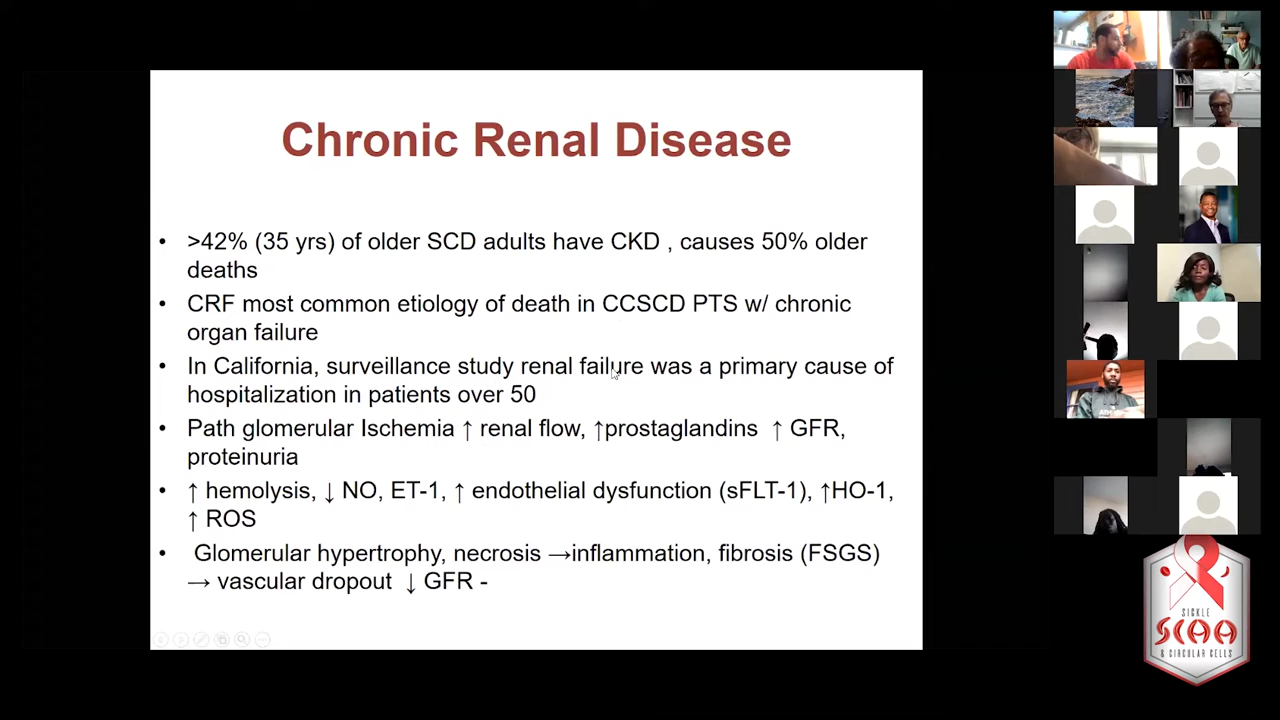 Chronic Renal Disease
• >42% (35 yrs) of older SCD adults have CKD , causes 50% older
deaths
• CRF most common etiology of death in CCSCD PTS w/ chronic
organ failure
• In California, surveillance study renal failure was a primary cause of
hospitalization in patients over 50
• Path glomerular Ischemia ↑ renal flow, ↑prostaglandins ↑ GFR,
proteinuria
• ↑ hemolysis, ↓ NO, ET-1, ↑ endothelial dysfunction (sFLT-1), ↑HO-1,
↑ ROS
• Glomerular hypertrophy, necrosis →inflammation, fibrosis (FSGS)
→ vascular dropout ↓ GFR -
SICKLE
SCAA
& CIRCULAR CELLS